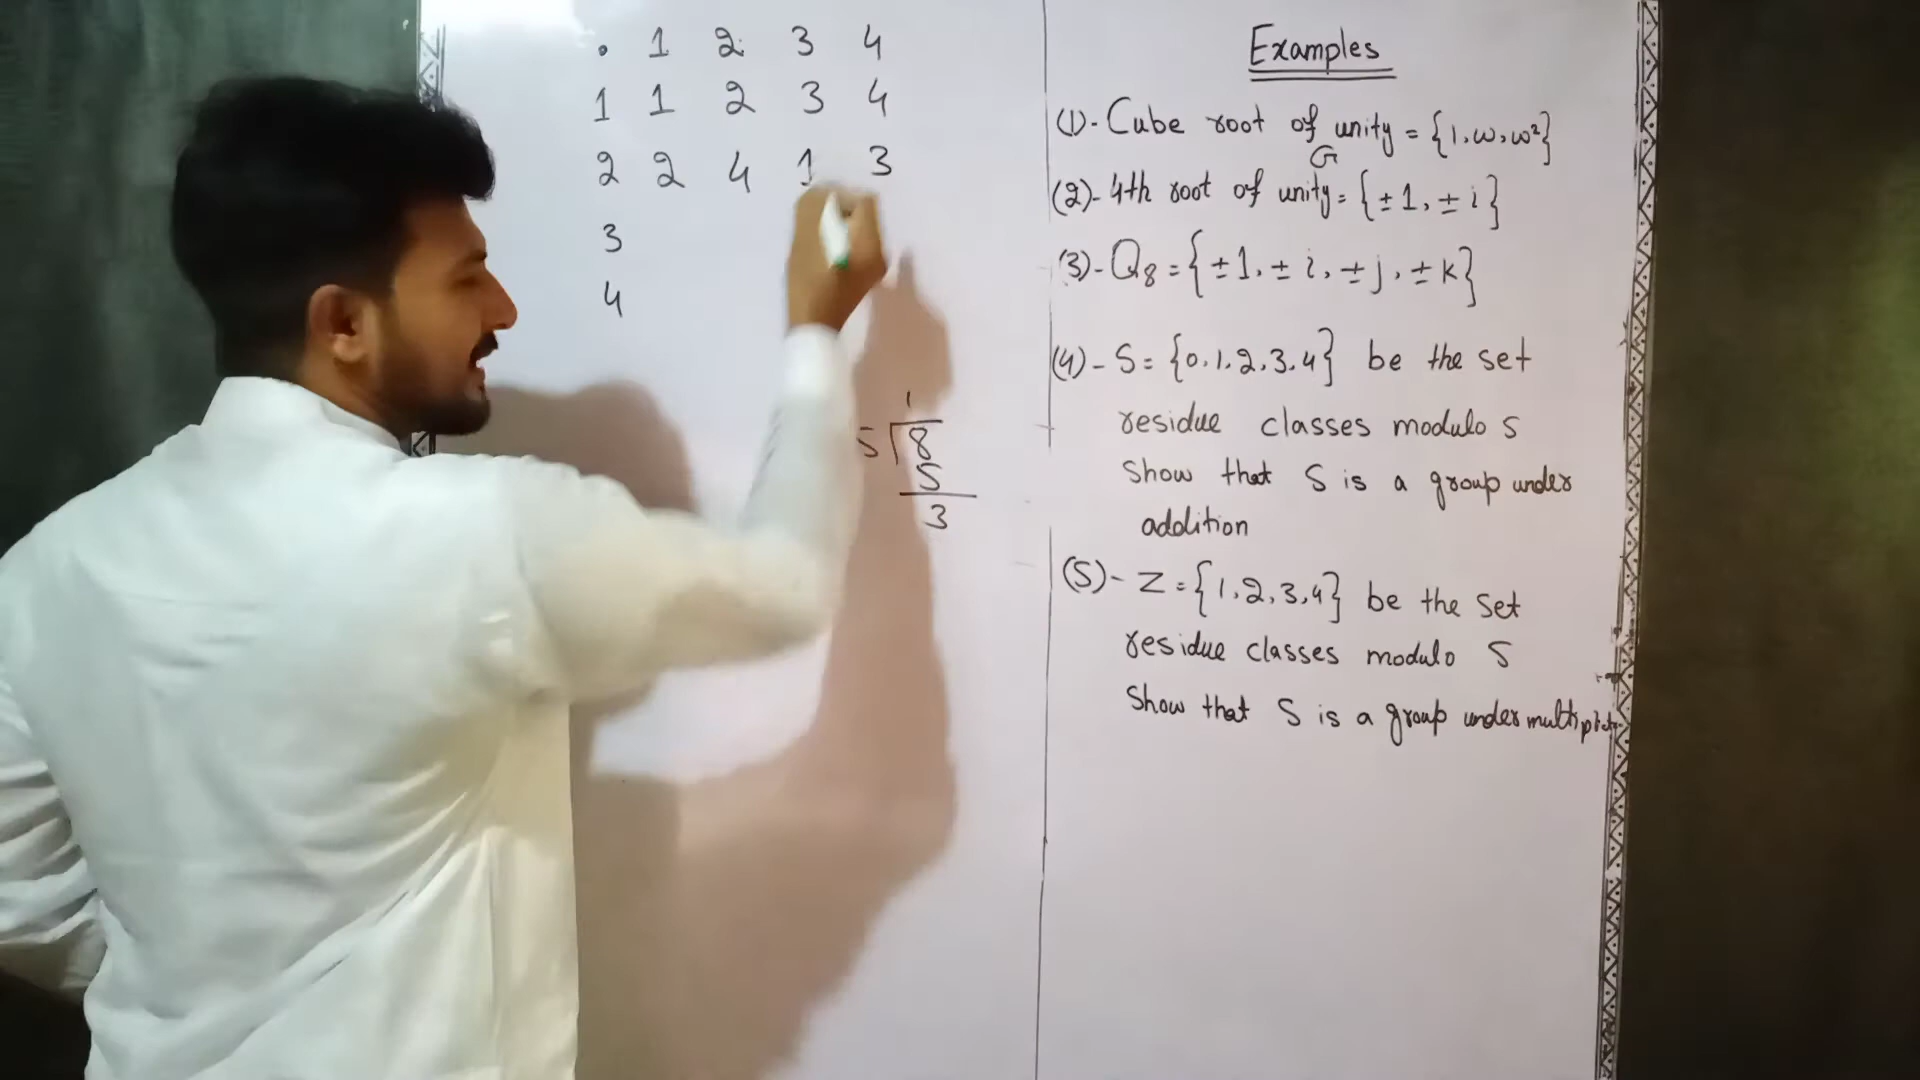 . 1 2 3 4
1 1 2 3 4
2 2 4 1 3
3
4
1
5 8
5
3
Examples
(1)- Cube root of unity = {1, ω, ω²}
G
(2)- 4th root of unity = {±1, ±i}
(3)- Q8 = {±1, ±i, ±j, ±k}
(4)- S = {0,1,2,3,4} be the set
residue classes modulo 5
Show that S is a group under
addition
(5)- Z = {1,2,3,4} be the set
residue classes modulo 5
Show that S is a group under